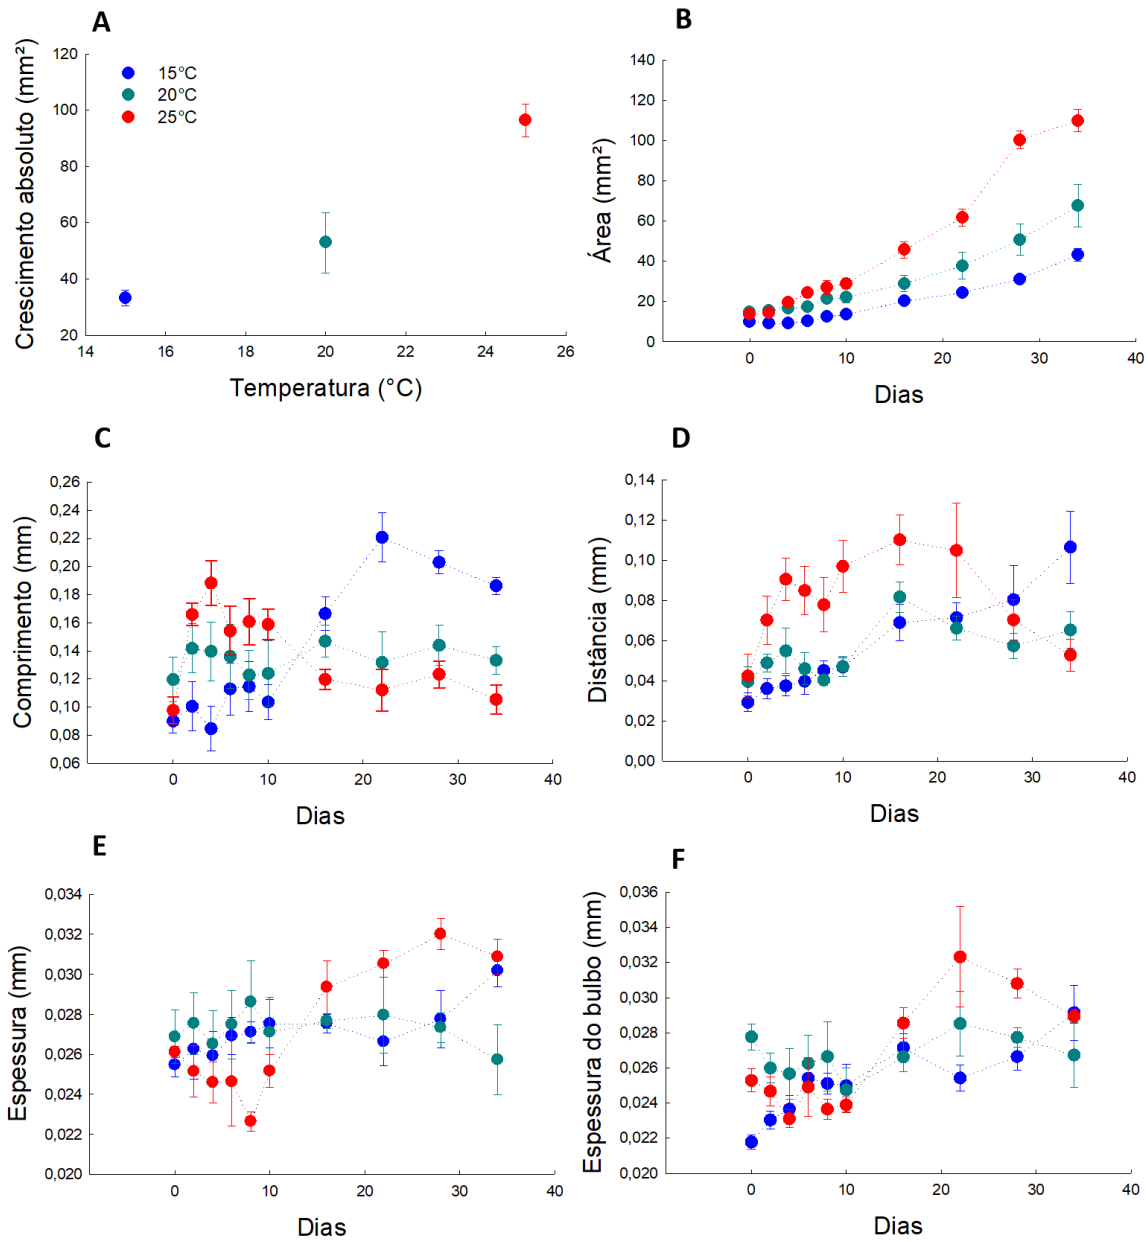 A
Crescimento absoluto (mm²)
120
100
80
60
40
20
15°C
20°C
25°C
14 16 18 20 22 24 26
Temperatura (°C)
B
Área (mm²)
140
120
100
80
60
40
20
0
0 10 20 30 40
Dias
C
Comprimento (mm)
0,26
0,24
0,22
0,20
0,18
0,16
0,14
0,12
0,10
0,08
0,06
0 10 20 30 40
Dias
D
Distância (mm)
0,14
0,12
0,10
0,08
0,06
0,04
0,02
0,00
0 10 20 30 40
Dias
E
Espessura (mm)
0,034
0,032
0,030
0,028
0,026
0,024
0,022
0,020
0 10 20 30 40
Dias
F
Espessura do bulbo (mm)
0,036
0,034
0,032
0,030
0,028
0,026
0,024
0,022
0,020
0 10 20 30 40
Dias